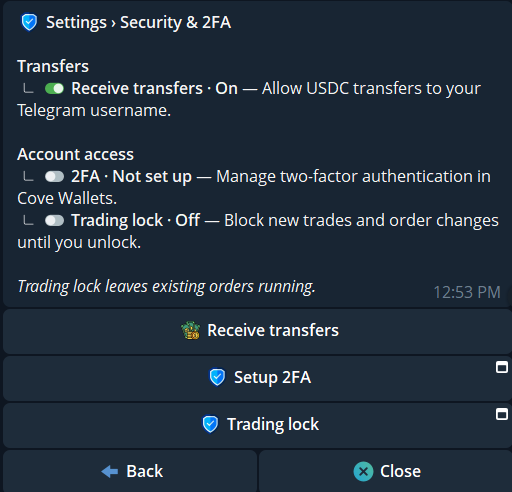 Settings › Security & 2FA
Transfers
Receive transfers · On — Allow USDC transfers to your
Telegram username.
Account access
2FA · Not set up — Manage two-factor authentication in
Cove Wallets.
Trading lock · Off — Block new trades and order changes
until you unlock.
Trading lock leaves existing orders running.
12:53 PM
Receive transfers
Setup 2FA
Trading lock
Back
Close